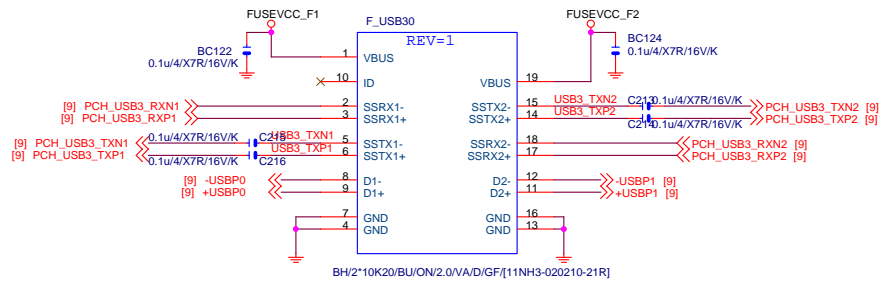 FUSEVCC_F1 FUSEVCC_F2
F_USB30
REV=1
BC122 BC124
0.1u/4/X7R/16V/K 0.1u/4/X7R/16V/K
1 VBUS
10 ID VBUS 19
[9] PCH_USB3_RXN1 2 SSRX1- SSTX2- 15 USB3_TXN2 C213 0.1u/4/X7R/16V/K PCH_USB3_TXN2 [9]
[9] PCH_USB3_RXP1 3 SSRX1+ SSTX2+ 14 USB3_TXP2 C214 0.1u/4/X7R/16V/K PCH_USB3_TXP2 [9]
[9] PCH_USB3_TXN1 0.1u/4/X7R/16V/K C215 USB3_TXN1 5 SSTX1- SSRX2- 18 PCH_USB3_RXN2 [9]
[9] PCH_USB3_TXP1 0.1u/4/X7R/16V/K C216 USB3_TXP1 6 SSTX1+ SSRX2+ 17 PCH_USB3_RXP2 [9]
[9] -USBP0 8 D1- D2- 12 -USBP1 [9]
[9] +USBP0 9 D1+ D2+ 11 +USBP1 [9]
7 GND GND 16
4 GND GND 13
BH/2*10K20/BU/ON/2.0/VA/D/GF/[11NH3-020210-21R]